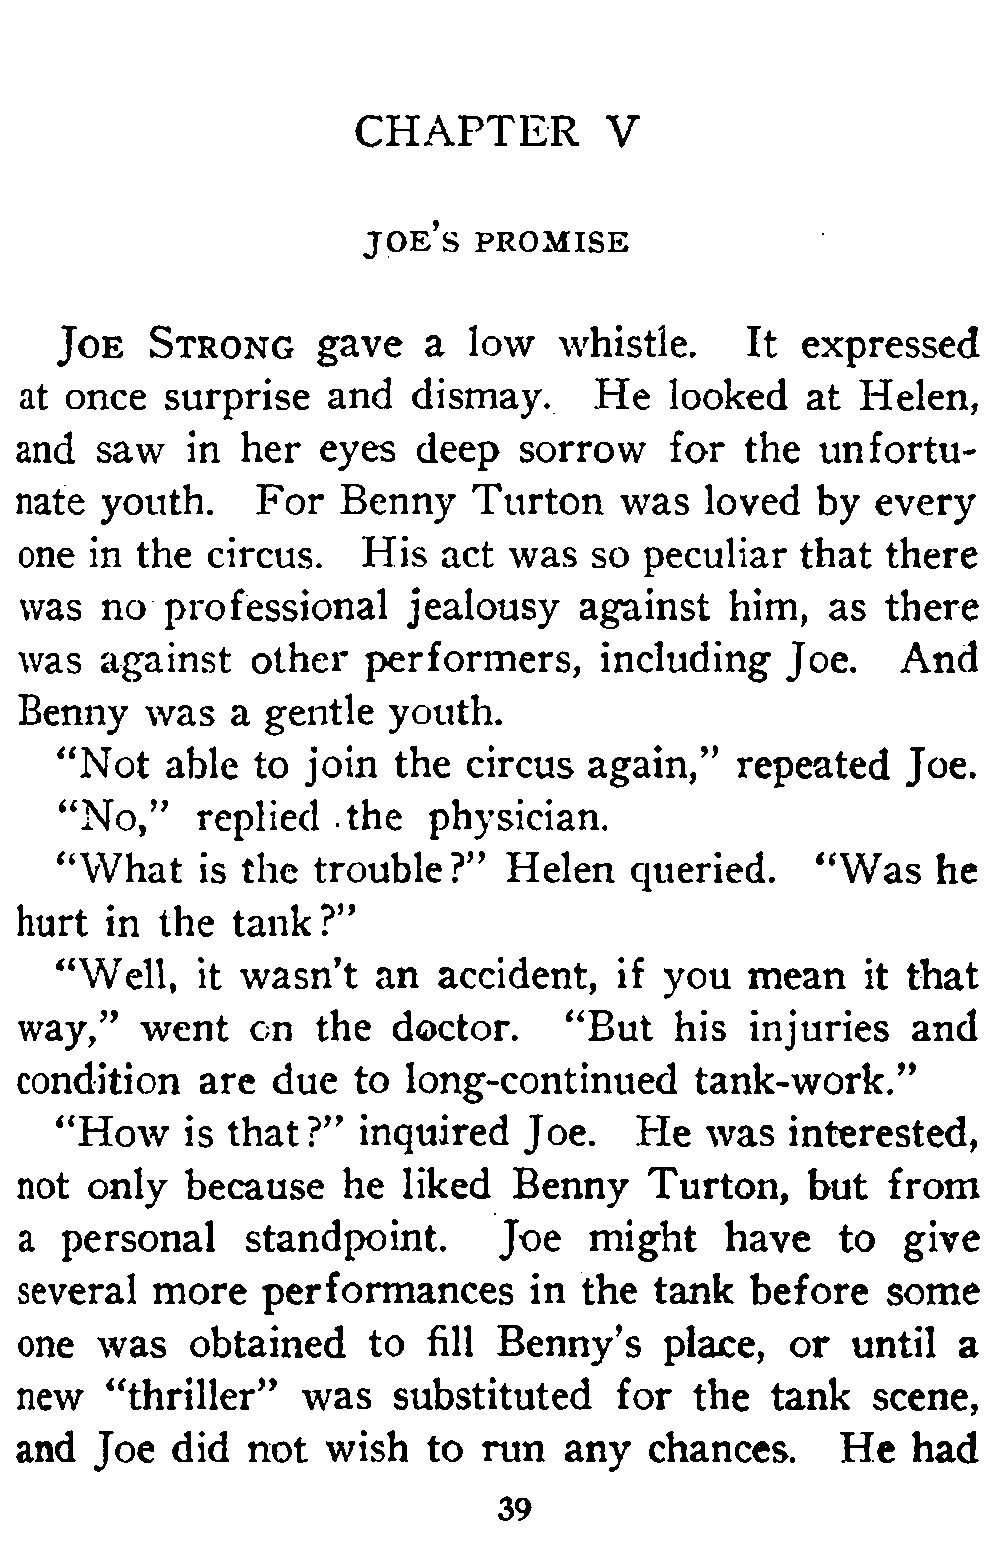 CHAPTER V
JOE'S PROMISE
JOE STRONG gave a low whistle. It expressed
at once surprise and dismay. He looked at Helen,
and saw in her eyes deep sorrow for the unfortu-
nate youth. For Benny Turton was loved by every
one in the circus. His act was so peculiar that there
was no professional jealousy against him, as there
was against other performers, including Joe. And
Benny was a gentle youth.
“Not able to join the circus again,” repeated Joe.
“No,” replied the physician.
“What is the trouble?” Helen queried. “Was he
hurt in the tank?”
“Well, it wasn’t an accident, if you mean it that
way,” went on the doctor. “But his injuries and
condition are due to long-continued tank-work.”
“How is that?” inquired Joe. He was interested,
not only because he liked Benny Turton, but from
a personal standpoint. Joe might have to give
several more performances in the tank before some
one was obtained to fill Benny’s place, or until a
new “thriller” was substituted for the tank scene,
and Joe did not wish to run any chances. He had
39